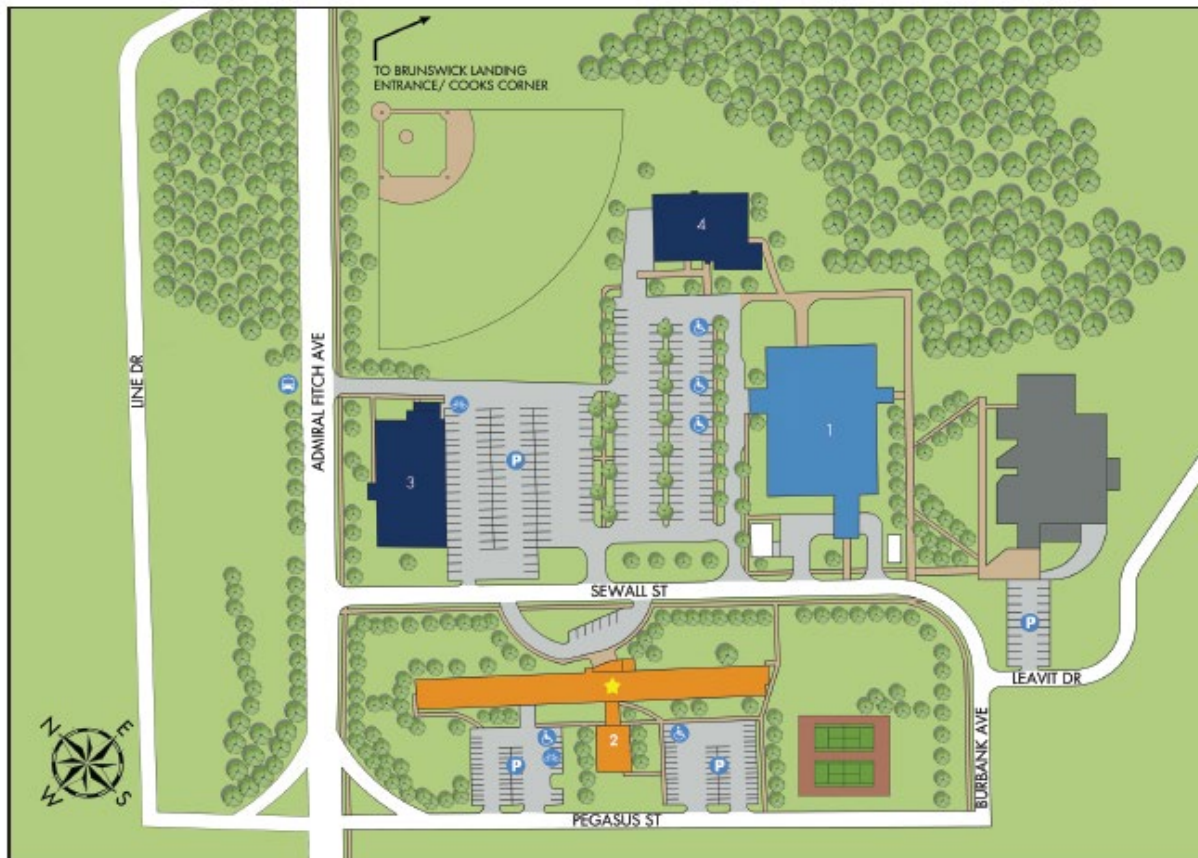 TO BRUNSWICK LANDING
ENTRANCE/ COOKS CORNER
4
LINE DR
ADMIRAL FITCH AVE
1
3
P
SEWALL ST
P
LEAVIT DR
2
P
P
BURBANK AVE
PEGASUS ST
N
E
W
S